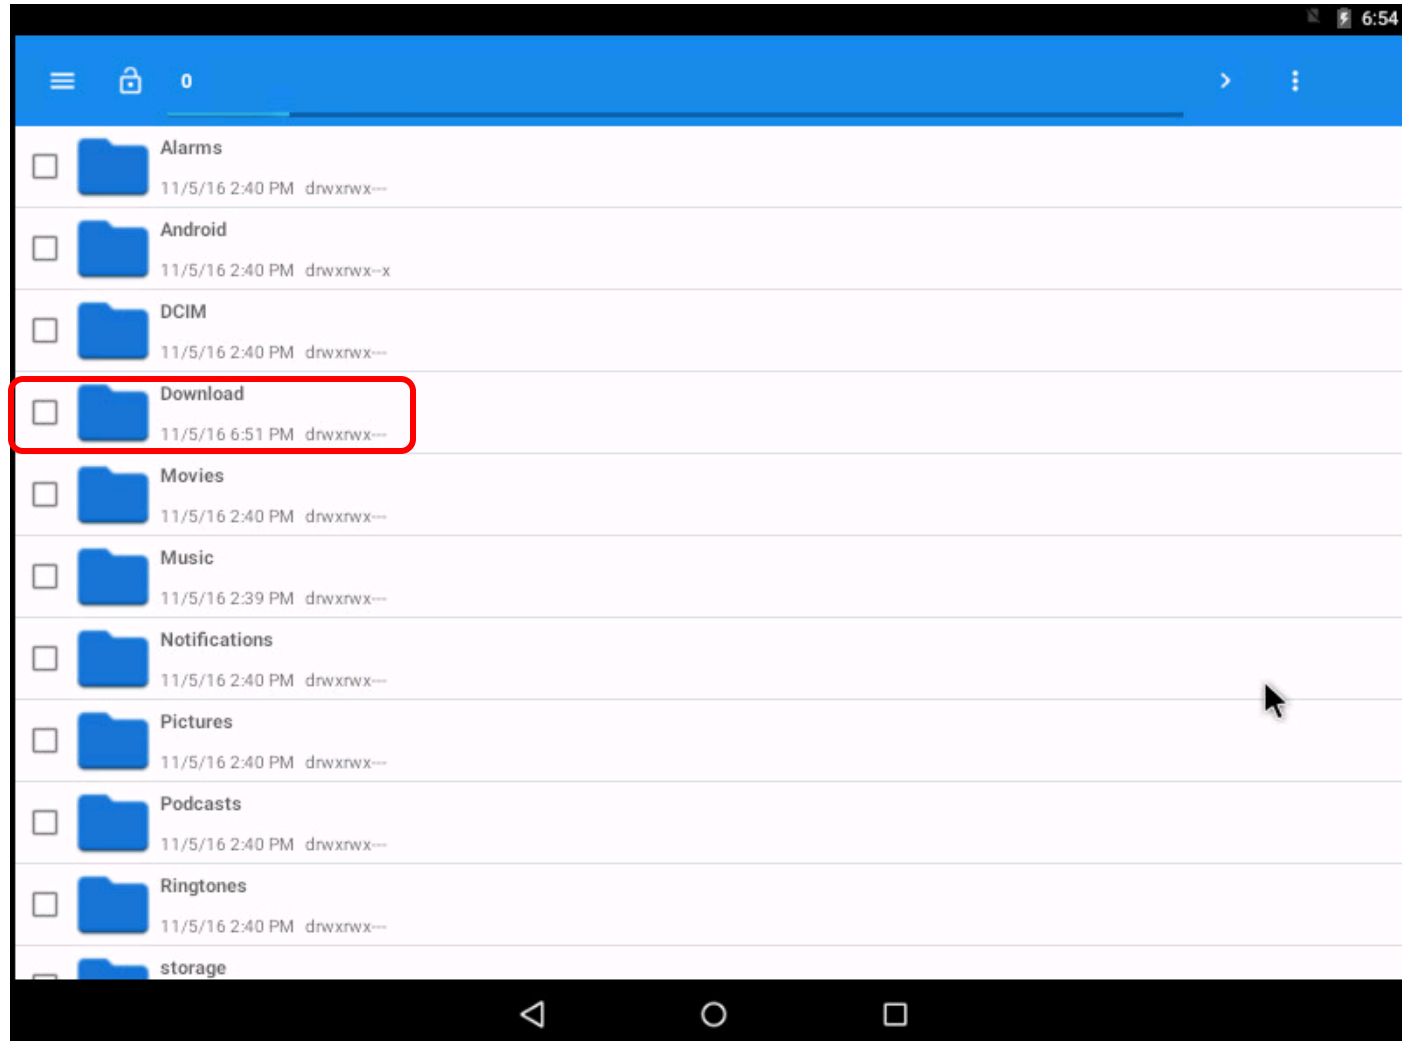 6:54
0
Alarms
11/5/16 2:40 PM drwxrwx---
Android
11/5/16 2:40 PM drwxrwx--x
DCIM
11/5/16 2:40 PM drwxrwx---
Download
11/5/16 6:51 PM drwxrwx---
Movies
11/5/16 2:40 PM drwxrwx---
Music
11/5/16 2:39 PM drwxrwx---
Notifications
11/5/16 2:40 PM drwxrwx---
Pictures
11/5/16 2:40 PM drwxrwx---
Podcasts
11/5/16 2:40 PM drwxrwx---
Ringtones
11/5/16 2:40 PM drwxrwx---
storage